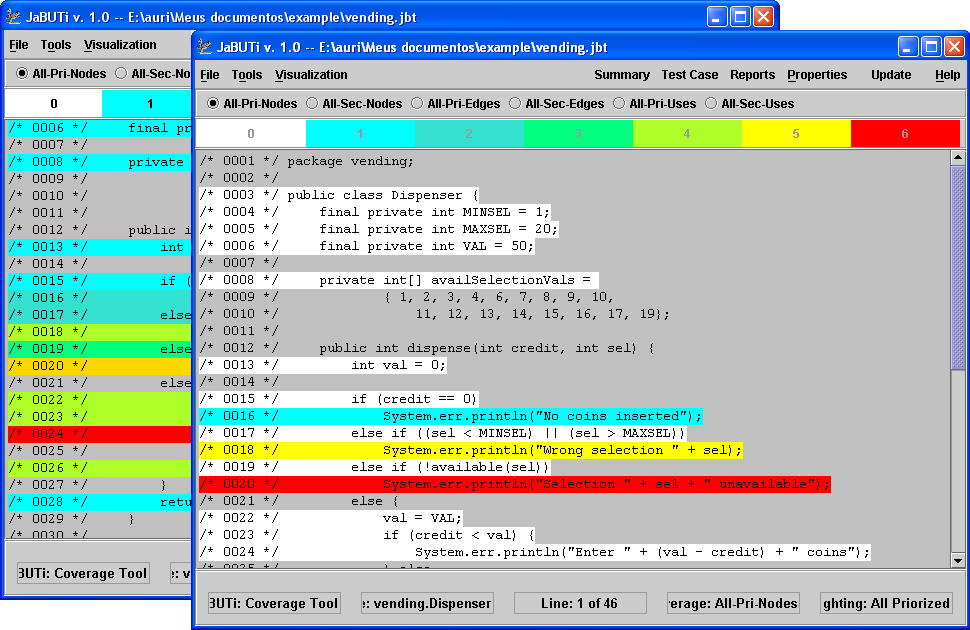 JaBUTi v. 1.0 -- E:\auri\Meus documentos\example\vending.jbt
File Tools Visualization
All-Pri-Nodes All-Sec-No
0 1
/* 0006 */ final pr
/* 0007 */
/* 0008 */ private
/* 0009 */
/* 0010 */
/* 0011 */
/* 0012 */ public i
/* 0013 */ int
/* 0014 */
/* 0015 */ if (
/* 0016 */
/* 0017 */ else
/* 0018 */
/* 0019 */ else
/* 0020 */
/* 0021 */ else
/* 0022 */
/* 0023 */
/* 0024 */
/* 0025 */
/* 0026 */
/* 0027 */ }
/* 0028 */ retu
/* 0029 */ }
/* 0030 */
BUTi: Coverage Tool : v
JaBUTi v. 1.0 -- E:\auri\Meus documentos\example\vending.jbt
File Tools Visualization Summary Test Case Reports Properties Update Help
All-Pri-Nodes All-Sec-Nodes All-Pri-Edges All-Sec-Edges All-Pri-Uses All-Sec-Uses
0 1 2 3 4 5 6
/* 0001 */ package vending;
/* 0002 */
/* 0003 */ public class Dispenser {
/* 0004 */ final private int MINSEL = 1;
/* 0005 */ final private int MAXSEL = 20;
/* 0006 */ final private int VAL = 50;
/* 0007 */
/* 0008 */ private int[] availSelectionVals =
/* 0009 */ { 1, 2, 3, 4, 6, 7, 8, 9, 10,
/* 0010 */ 11, 12, 13, 14, 15, 16, 17, 19};
/* 0011 */
/* 0012 */ public int dispense(int credit, int sel) {
/* 0013 */ int val = 0;
/* 0014 */
/* 0015 */ if (credit == 0)
/* 0016 */ System.err.println("No coins inserted");
/* 0017 */ else if ((sel < MINSEL) || (sel > MAXSEL))
/* 0018 */ System.err.println("Wrong selection " + sel);
/* 0019 */ else if (!available(sel))
/* 0020 */ System.err.println("Selection " + sel + " unavailable");
/* 0021 */ else {
/* 0022 */ val = VAL;
/* 0023 */ if (credit < val) {
/* 0024 */ System.err.println("Enter " + (val - credit) + " coins");
/* 0025 */ } else
BUTi: Coverage Tool : vending.Dispenser Line: 1 of 46 erage: All-Pri-Nodes ghting: All Priorized